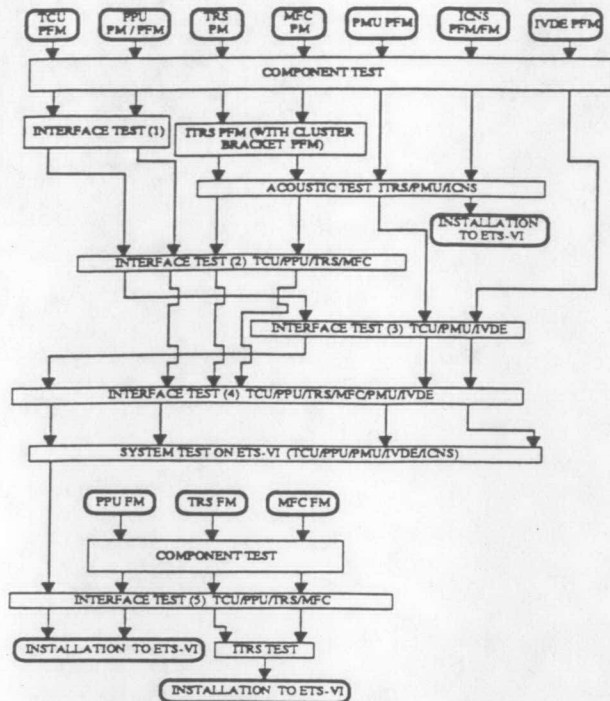 TCU PFM
PPU PM / PFM
TRS PM
MFC PM
PMU PFM
ICNS PFM/FM
IVDE PFM
COMPONENT TEST
INTERFACE TEST (1)
ITRS PFM (WITH CLUSTER
BRACKET PFM)
ACOUSTIC TEST ITRS/PMU/ICNS
INSTALLATION
TO ETS-VI
INTERFACE TEST (2) TCU/PPU/TRS/MFC
INTERFACE TEST (3) TCU/PMU/IVDE
INTERFACE TEST (4) TCU/PPU/TRS/MFC/PMU/IVDE
SYSTEM TEST ON ETS-VI (TCU/PPU/PMU/IVDE/ICNS)
PPU FM
TRS FM
MFC FM
COMPONENT TEST
INTERFACE TEST (5) TCU/PPU/TRS/MFC
INSTALLATION TO ETS-VI
ITRS TEST
INSTALLATION TO ETS-VI